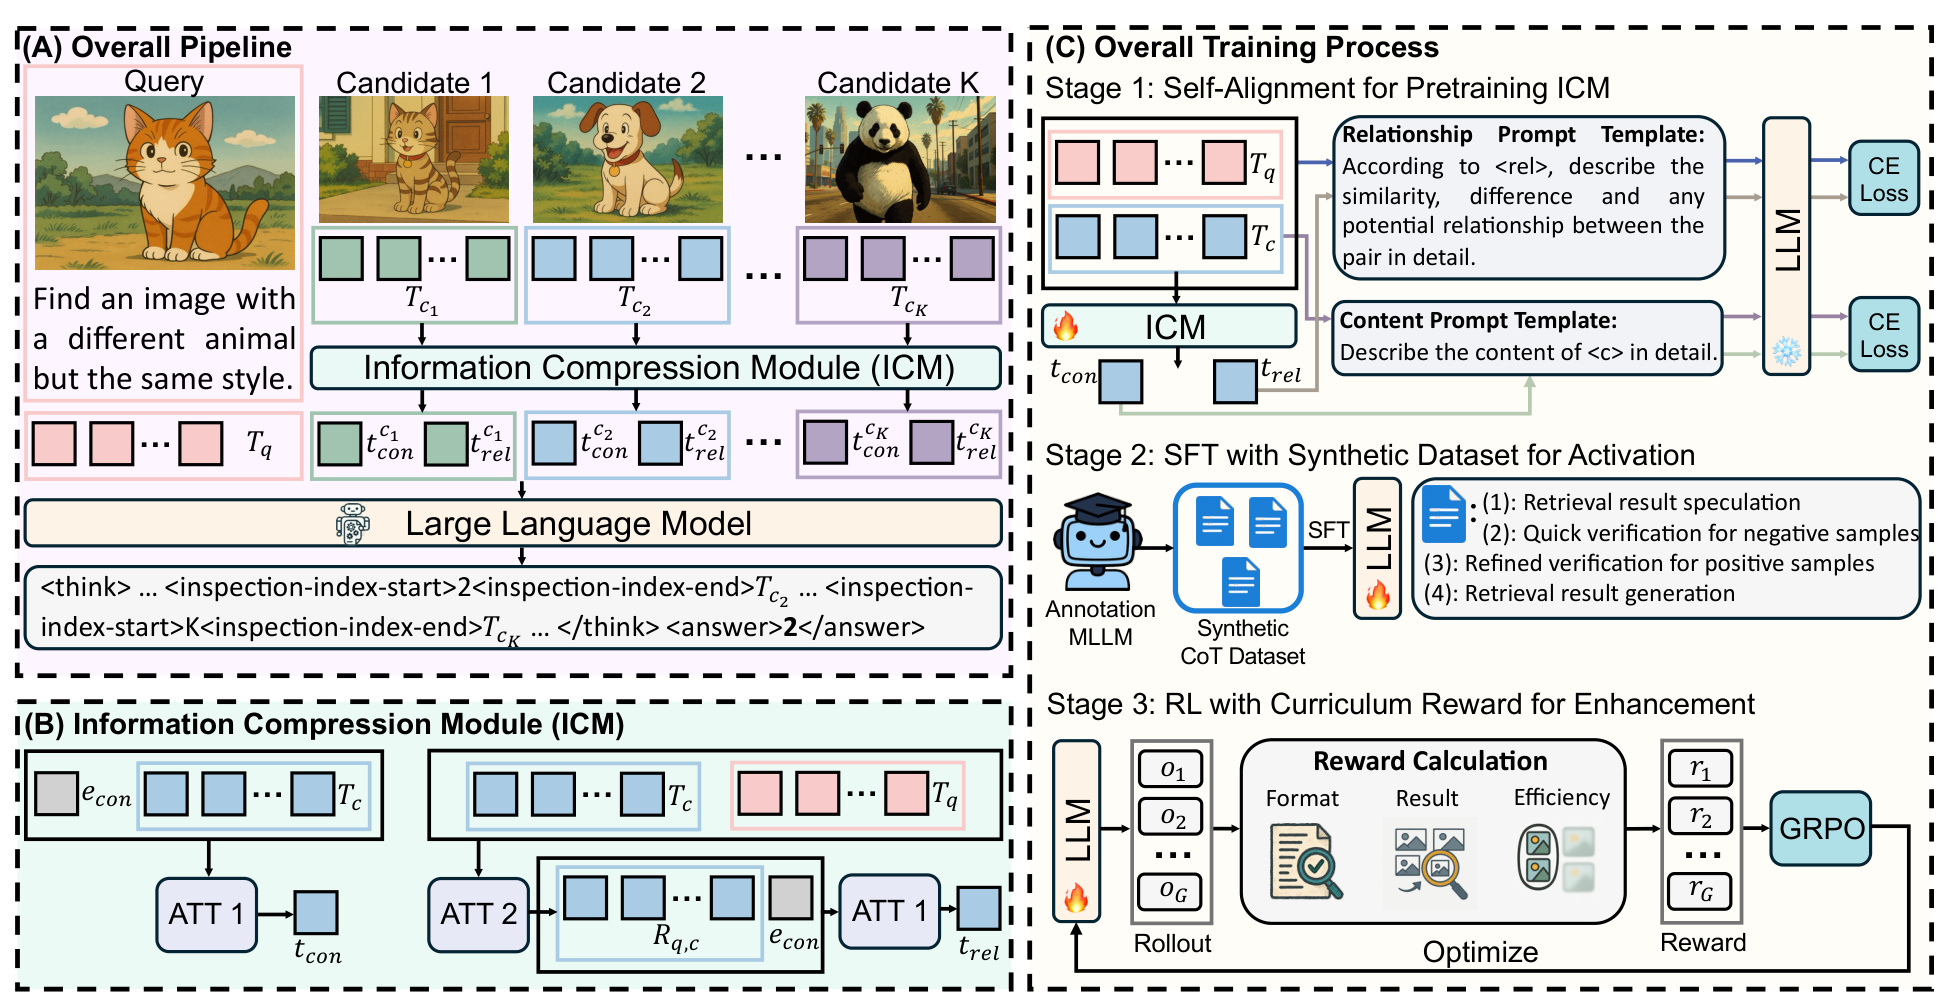 (A) Overall Pipeline
Query
Candidate 1
Candidate 2
...
Candidate K
Find an image with
a different animal
but the same style.
... T_{c_1}
... T_{c_2}
...
... T_{c_K}
Information Compression Module (ICM)
... T_q
t_{con}^{c_1} t_{rel}^{c_1}
t_{con}^{c_2} t_{rel}^{c_2}
...
t_{con}^{c_K} t_{rel}^{c_K}
Large Language Model
<think> ... <inspection-index-start>2<inspection-index-end>T_{c_2} ... <inspection-
index-start>K<inspection-index-end>T_{c_K} ... </think> <answer>2</answer>
(B) Information Compression Module (ICM)
e_{con} ... T_c
ATT 1
t_{con}
... T_c
... T_q
ATT 2
... R_{q,c}
e_{con}
ATT 1
t_{rel}
(C) Overall Training Process
Stage 1: Self-Alignment for Pretraining ICM
... T_q
... T_c
ICM
t_{con}
t_{rel}
Relationship Prompt Template:
According to <rel>, describe the
similarity, difference and any
potential relationship between the
pair in detail.
Content Prompt Template:
Describe the content of <c> in detail.
LLM
CE
Loss
CE
Loss
Stage 2: SFT with Synthetic Dataset for Activation
Annotation
MLLM
Synthetic
CoT Dataset
SFT
LLM
: (1): Retrieval result speculation
(2): Quick verification for negative samples
(3): Refined verification for positive samples
(4): Retrieval result generation
Stage 3: RL with Curriculum Reward for Enhancement
LLM
o_1
o_2
...
o_G
Rollout
Reward Calculation
Format
Result
Efficiency
r_1
r_2
...
r_G
Reward
GRPO
Optimize